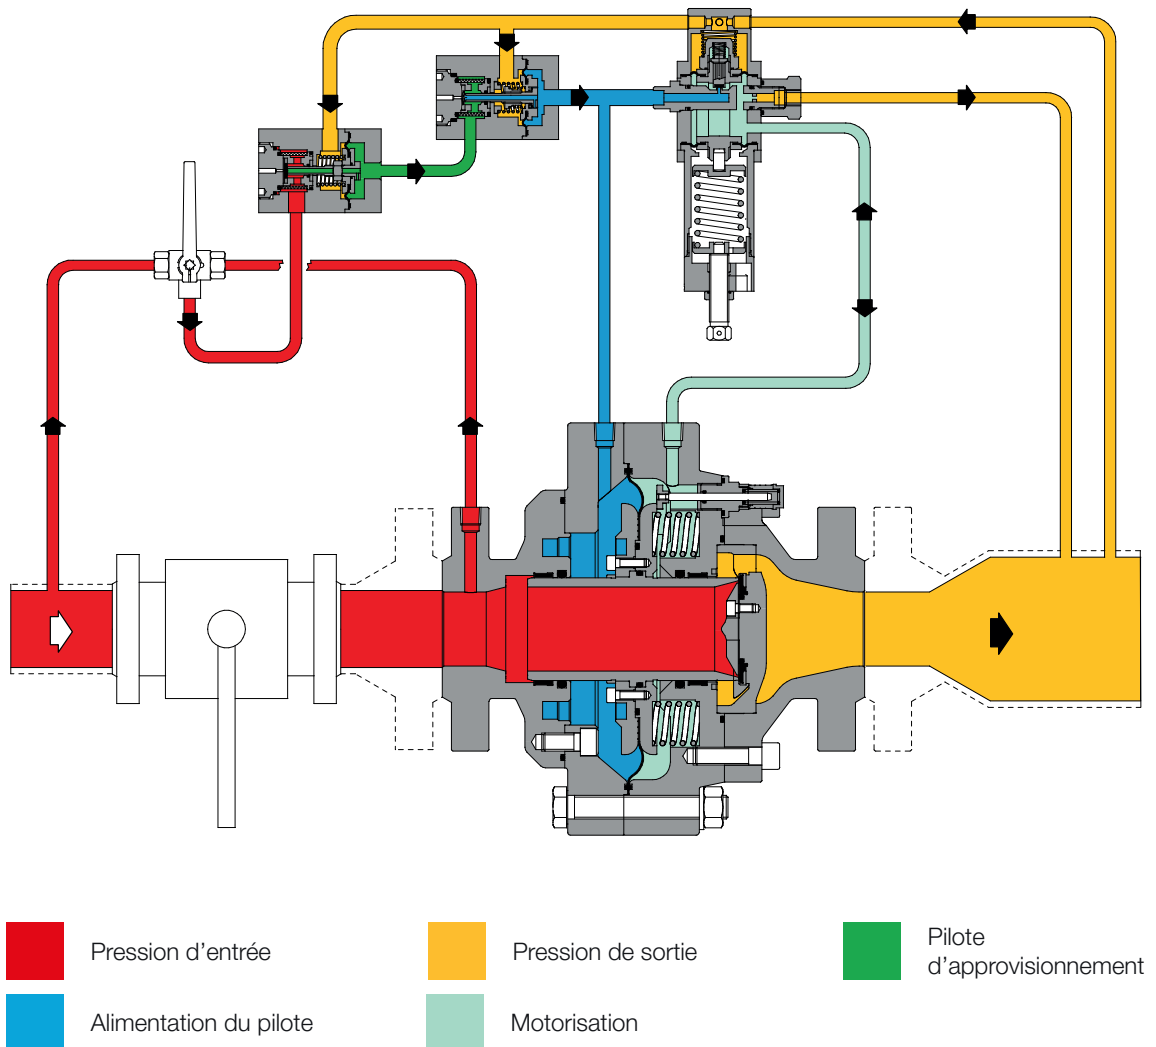 Pression d’entrée
Pression de sortie
Pilote
d’approvisionnement
Alimentation du pilote
Motorisation